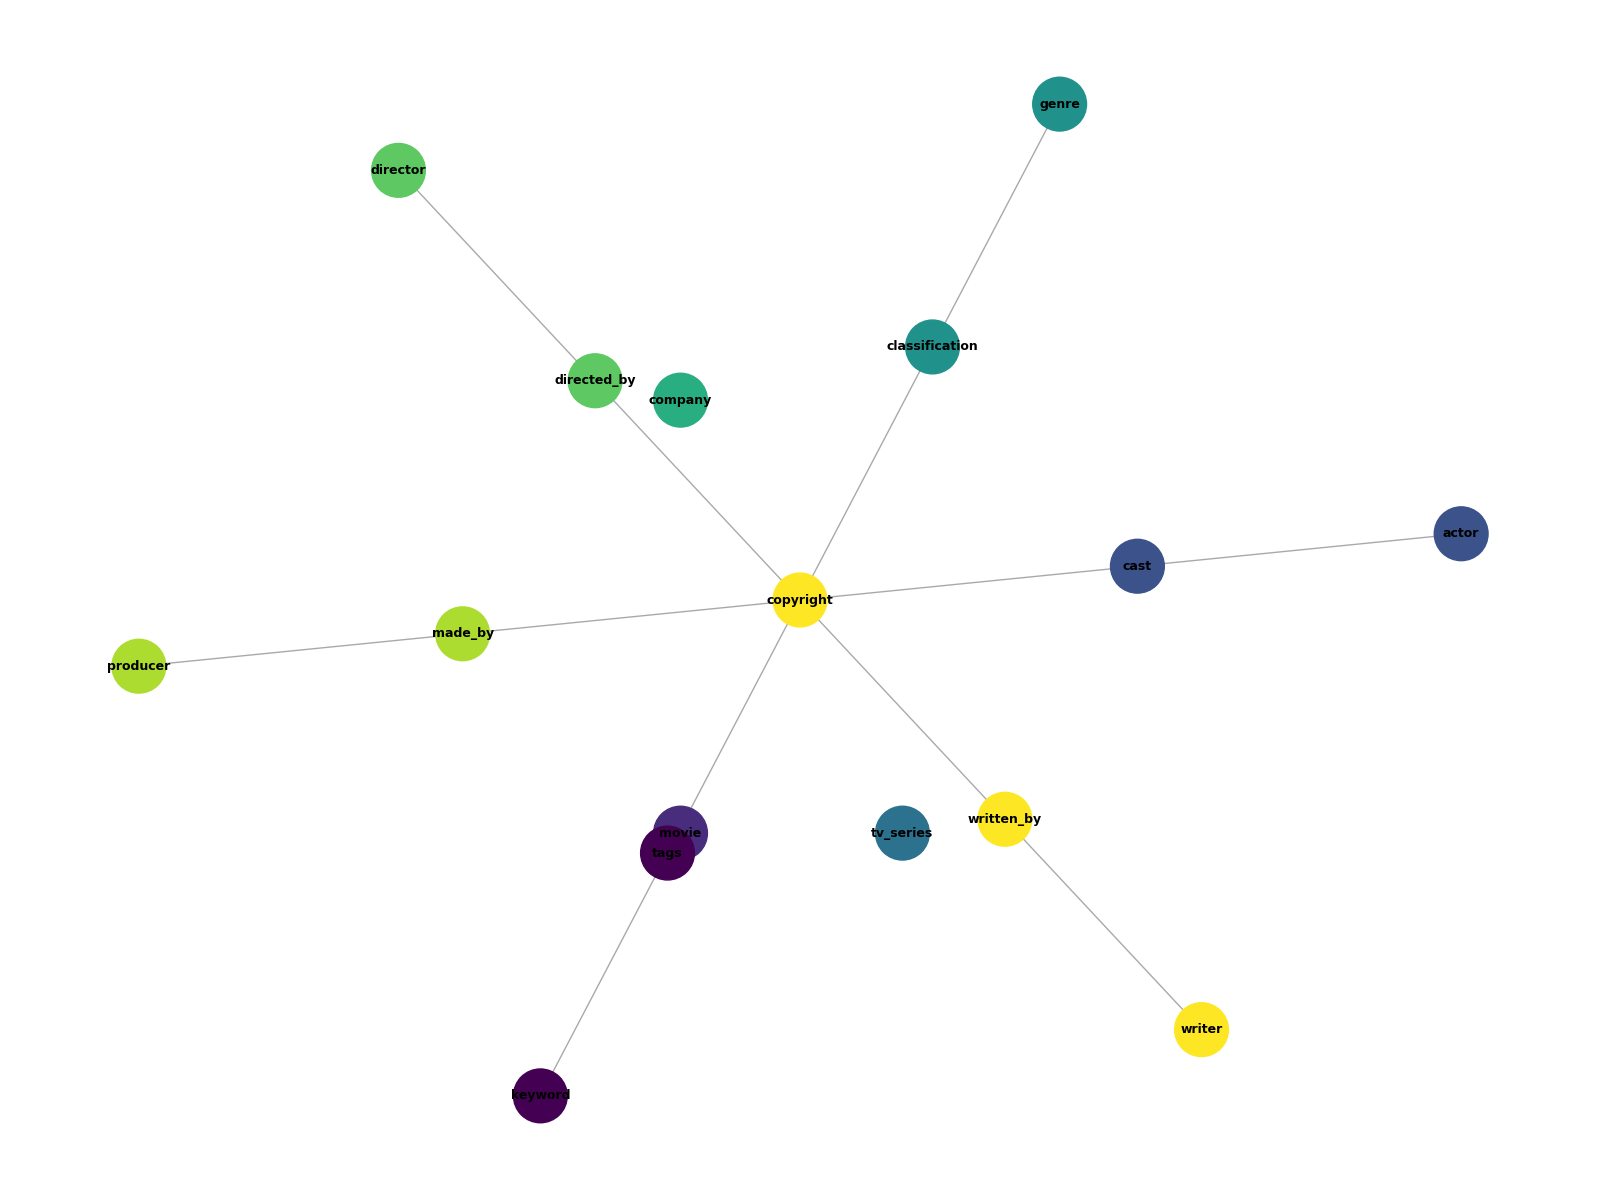 genre
director
classification
directed_by
company
actor
cast
copyright
made_by
producer
written_by
movie
tv_series
tags
writer
keyword